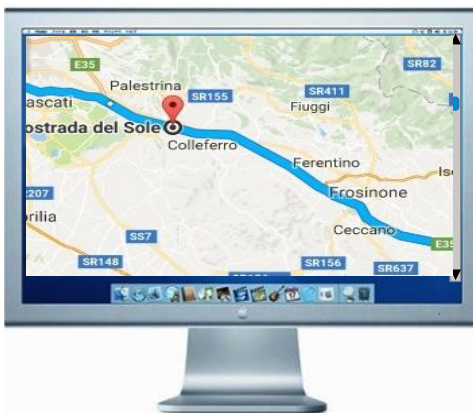 E35
SR82
Palestrina
SR155
SR411
ascati
Fiuggi
ostrada del Sole
Colleferro
Ferentino
Is
207
Frosinone
rilia
Ceccano
SS7
E35
SR148
SR156
SR637